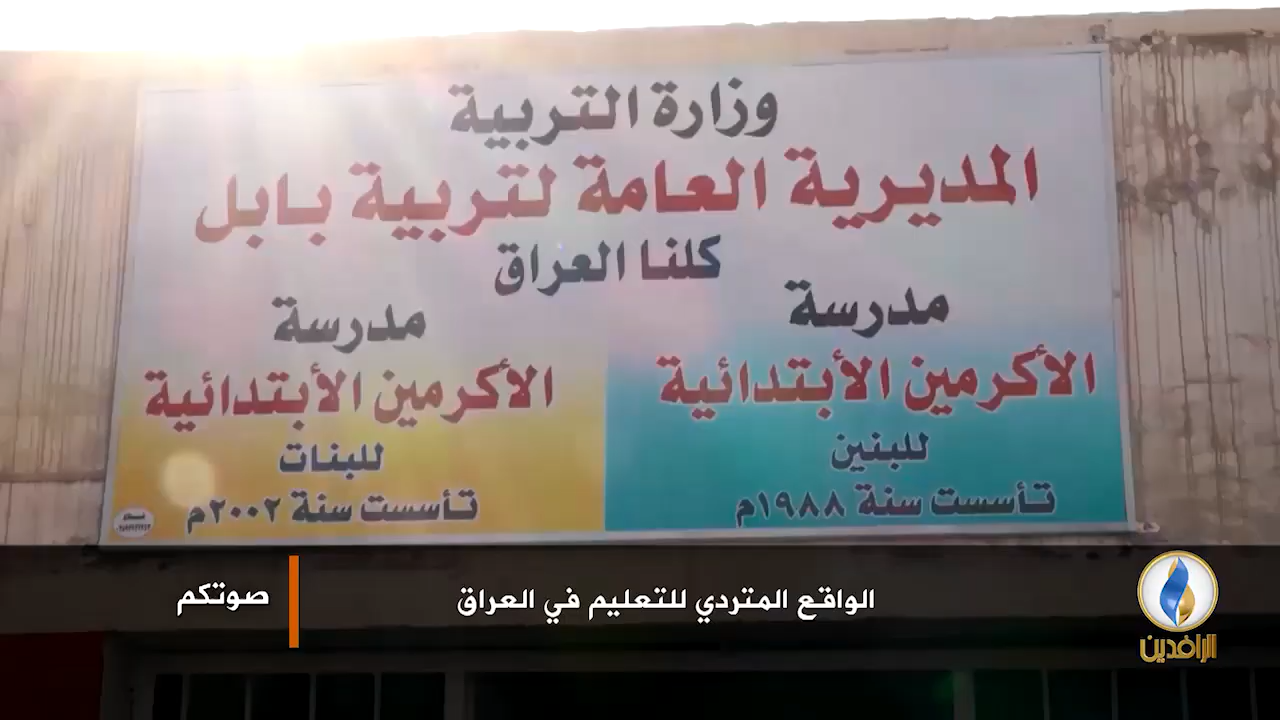 وزارة التربية
المديرية العامة لتربية بابل
كلنا العراق
مدرسة
الأكرمين الأبتدائية
للبنين
تأسست سنة ١٩٨٨م
مدرسة
الأكرمين الأبتدائية
للبنات
تأسست سنة ٢٠٠٢م
الواقع المتردي للتعليم في العراق
صوتكم
الرافدين